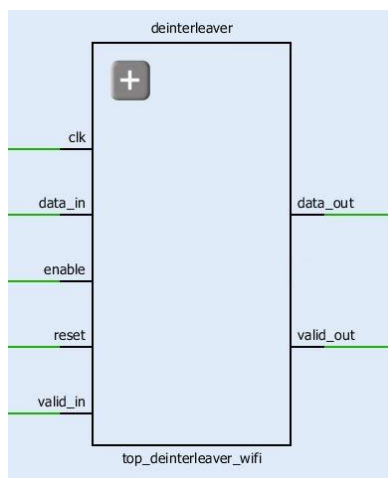 deinterleaver
clk
data_in
data_out
enable
reset
valid_out
valid_in
top_deinterleaver_wifi